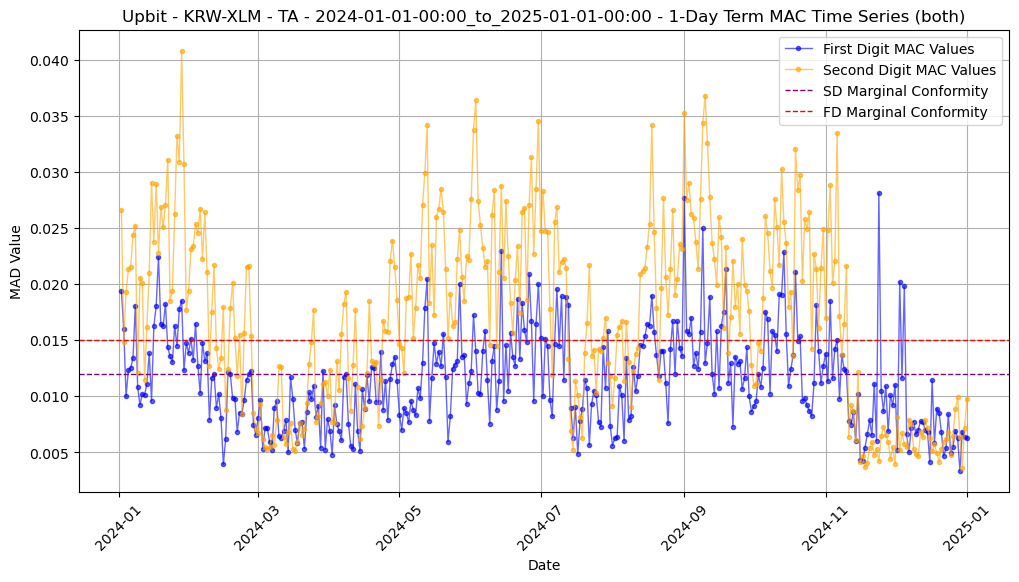 Upbit - KRW-XLM - TA - 2024-01-01-00:00_to_2025-01-01-00:00 - 1-Day Term MAC Time Series (both)
First Digit MAC Values
Second Digit MAC Values
SD Marginal Conformity
FD Marginal Conformity
MAD Value
0.040
0.035
0.030
0.025
0.020
0.015
0.010
0.005
2024-01
2024-03
2024-05
2024-07
2024-09
2024-11
2025-01
Date